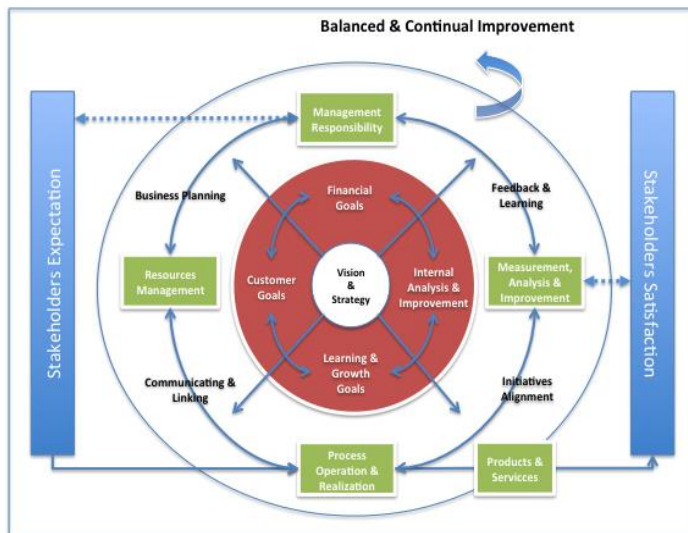 Balanced & Continual Improvement
Stakeholders Expectation
Management
Responsibility
Stakeholders Satisfaction
Business Planning
Feedback &
Learning
Financial
Goals
Resources
Management
Customer
Goals
Vision
&
Strategy
Internal
Analysis &
Improvement
Measurement,
Analysis &
Improvement
Learning &
Growth
Goals
Communicating &
Linking
Initiatives
Alignment
Process
Operation &
Realization
Products &
Servicces